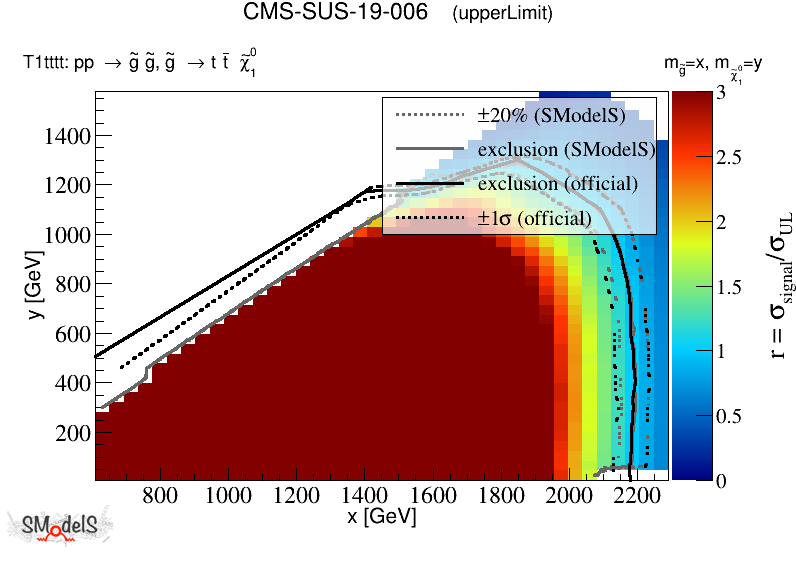 CMS-SUS-19-006 (upperLimit)
T1tttt: pp → g̃ g̃, g̃ → t t̄ χ̃₁⁰
m_g̃=x, m_χ̃₁⁰=y
±20% (SModelS)
exclusion (SModelS)
exclusion (official)
±1σ (official)
1400
1200
1000
800
600
400
200
y [GeV]
800 1000 1200 1400 1600 1800 2000 2200
x [GeV]
3
2.5
2
1.5
1
0.5
0
r = σ_signal/σ_UL
SModelS